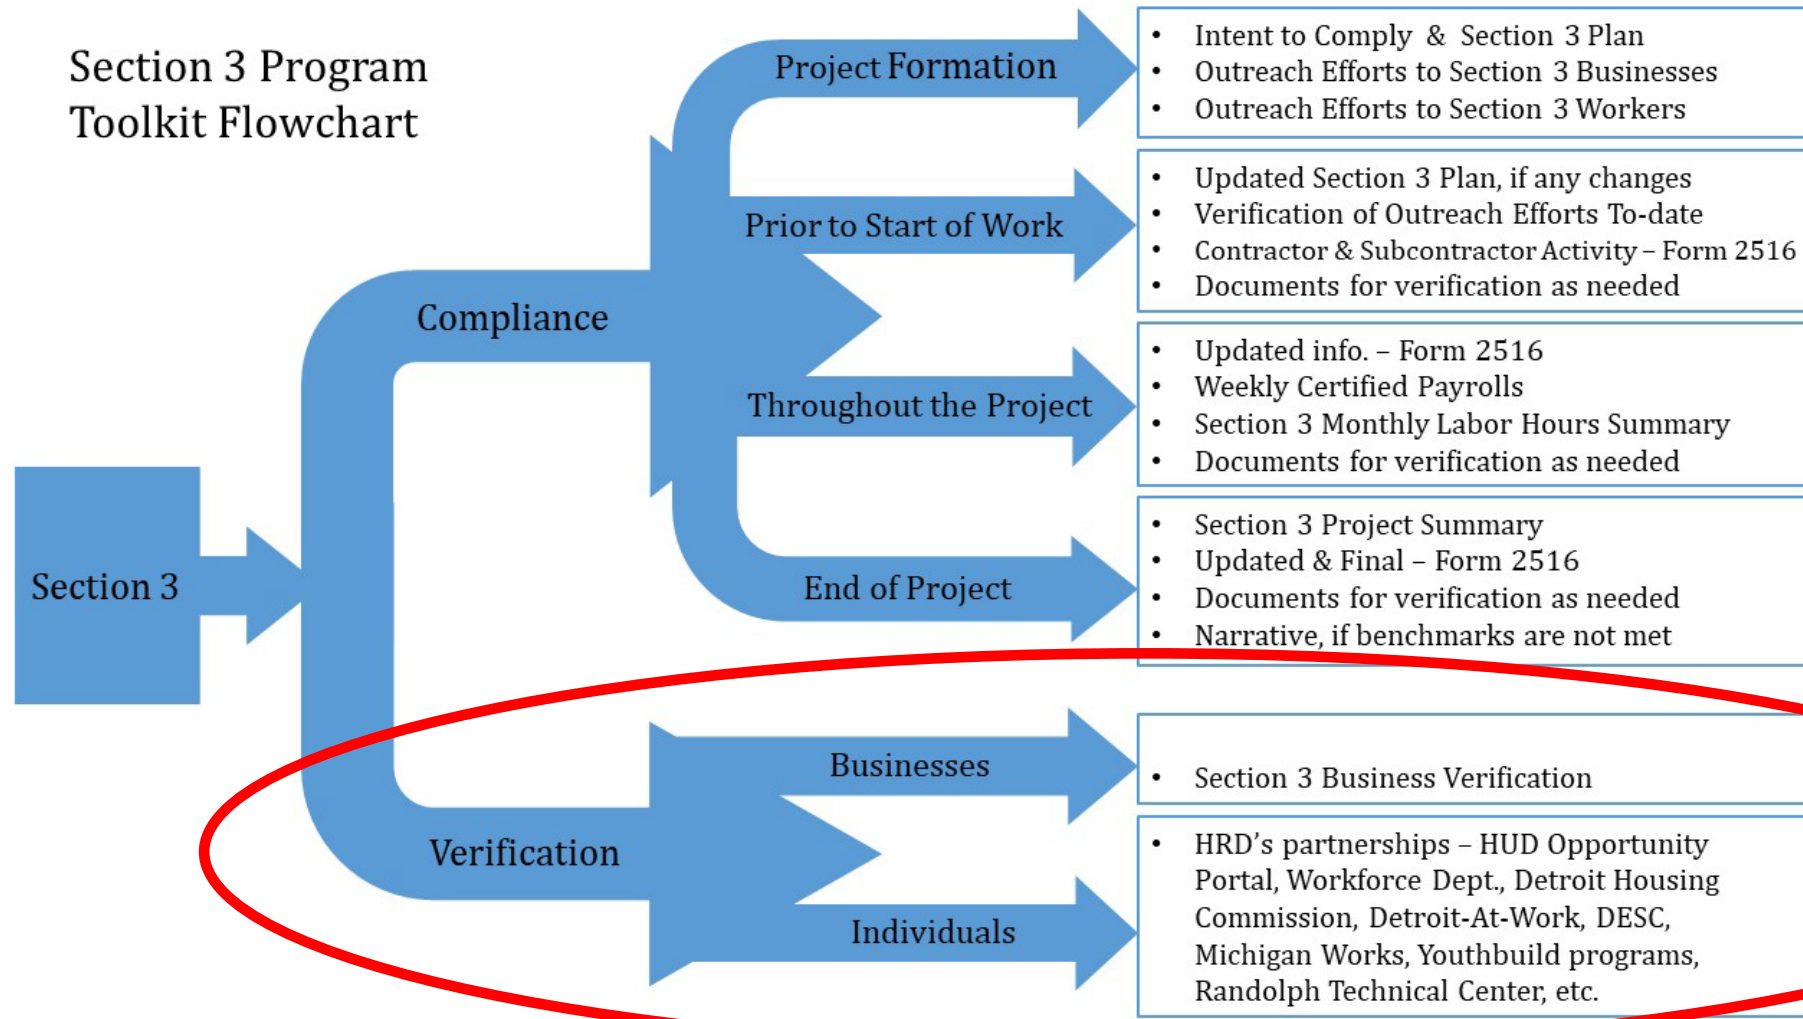 Section 3 Program
Toolkit Flowchart
Section 3
Compliance
Project Formation
• Intent to Comply & Section 3 Plan
• Outreach Efforts to Section 3 Businesses
• Outreach Efforts to Section 3 Workers
Prior to Start of Work
• Updated Section 3 Plan, if any changes
• Verification of Outreach Efforts To-date
• Contractor & Subcontractor Activity – Form 2516
• Documents for verification as needed
Throughout the Project
• Updated info. – Form 2516
• Weekly Certified Payrolls
• Section 3 Monthly Labor Hours Summary
• Documents for verification as needed
End of Project
• Section 3 Project Summary
• Updated & Final – Form 2516
• Documents for verification as needed
• Narrative, if benchmarks are not met
Verification
Businesses
• Section 3 Business Verification
Individuals
• HRD’s partnerships – HUD Opportunity
Portal, Workforce Dept., Detroit Housing
Commission, Detroit-At-Work, DESC,
Michigan Works, Youthbuild programs,
Randolph Technical Center, etc.